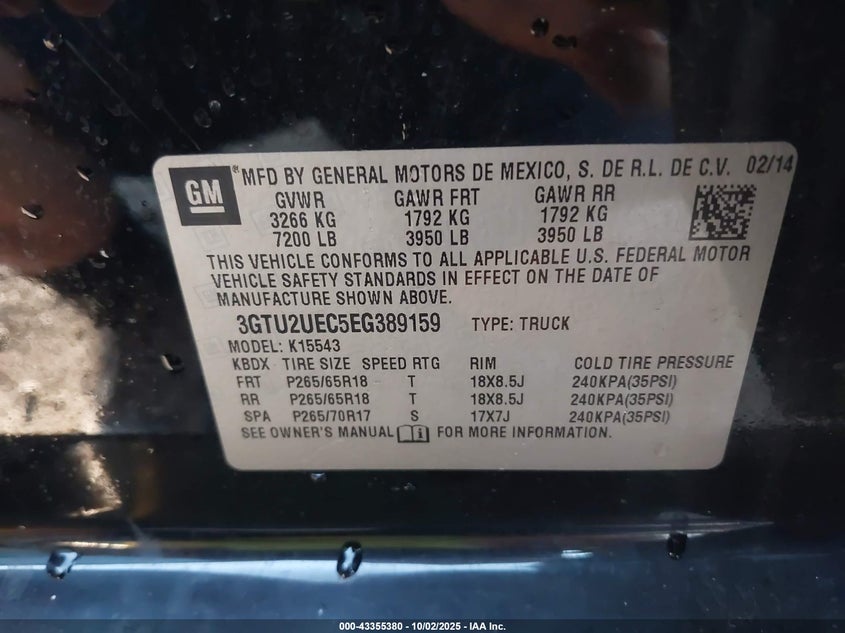 GM ® MFD BY GENERAL MOTORS DE MEXICO, S. DE R.L. DE C.V. 02/14
GVWR GAWR FRT GAWR RR
3266 KG 1792 KG 1792 KG
7200 LB 3950 LB 3950 LB
THIS VEHICLE CONFORMS TO ALL APPLICABLE U.S. FEDERAL MOTOR
VEHICLE SAFETY STANDARDS IN EFFECT ON THE DATE OF
MANUFACTURE SHOWN ABOVE.
3GTU2UEC5EG389159 TYPE: TRUCK
MODEL: K15543
KBDX TIRE SIZE SPEED RTG RIM COLD TIRE PRESSURE
FRT P265/65R18 T 18X8.5J 240KPA(35PSI)
RR P265/65R18 T 18X8.5J 240KPA(35PSI)
SPA P265/70R17 S 17X7J 240KPA(35PSI)
SEE OWNER'S MANUAL FOR MORE INFORMATION.
000-43355380 - 10/02/2025 - IAA Inc.